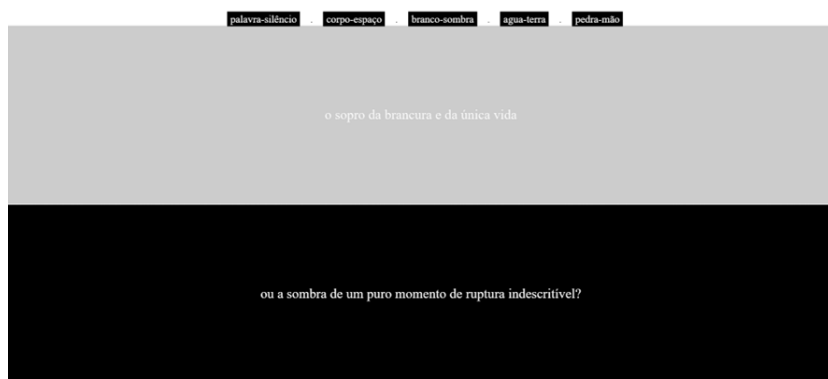 palavra-silêncio . corpo-espaço . branco-sombra . agua-terra . pedra-mão
o sopro da brancura e da única vida
ou a sombra de um puro momento de ruptura indescritível?